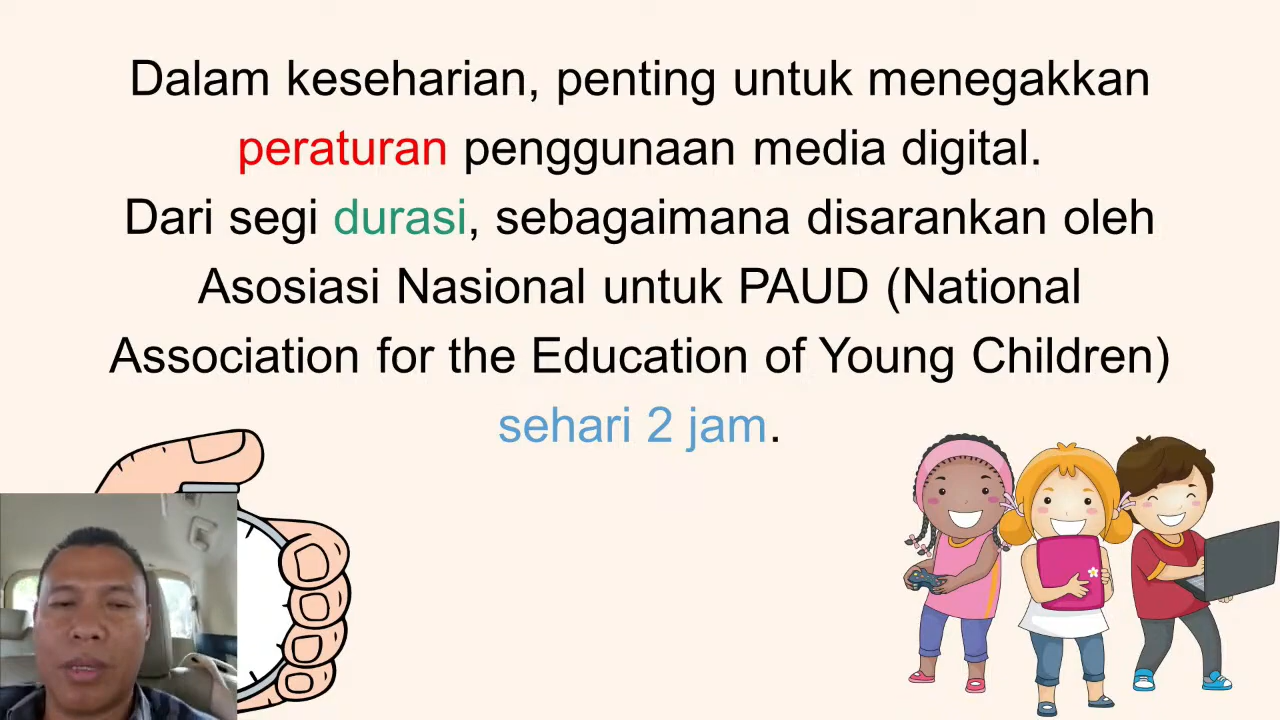 Dalam keseharian, penting untuk menegakkan
peraturan penggunaan media digital.
Dari segi durasi, sebagaimana disarankan oleh
Asosiasi Nasional untuk PAUD (National
Association for the Education of Young Children)
sehari 2 jam.